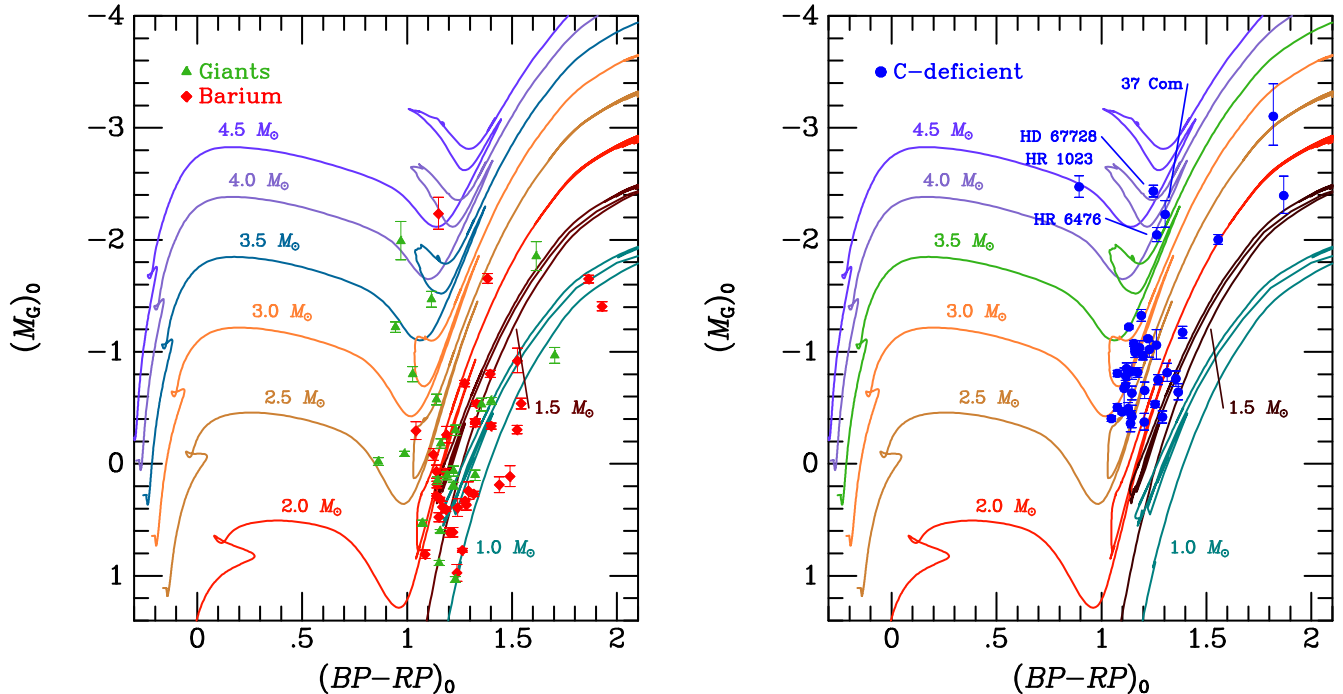 −4
−3
−2
−1
0
1
(M_G)_0
Giants
Barium
4.5 M☉
4.0 M☉
3.5 M☉
3.0 M☉
2.5 M☉
2.0 M☉
1.5 M☉
1.0 M☉
0
0.5
1
1.5
2
(BP−RP)_0
−4
−3
−2
−1
0
1
(M_G)_0
C−deficient
37 Com
HD 67728
HR 1023
HR 6476
4.5 M☉
4.0 M☉
3.5 M☉
3.0 M☉
2.5 M☉
2.0 M☉
1.5 M☉
1.0 M☉
0
0.5
1
1.5
2
(BP−RP)_0